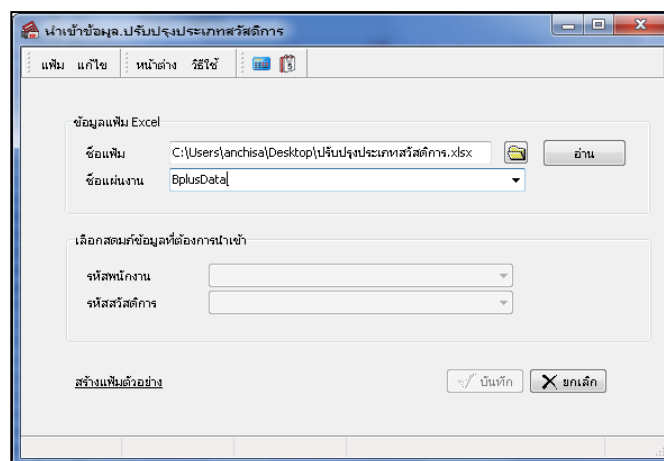 นำเข้าข้อมูล.ปรับปรุงประเภทสวัสดิการ
แฟ้ม แก้ไข หน้าต่าง วิธีใช้
ข้อมูลแฟ้ม Excel
ชื่อแฟ้ม C:\Users\anchisa\Desktop\ปรับปรุงประเภทสวัสดิการ.xlsx อ่าน
ชื่อแผ่นงาน BplusData
เลือกสดมภ์ข้อมูลที่ต้องการนำเข้า
รหัสพนักงาน
รหัสสวัสดิการ
สร้างแฟ้มตัวอย่าง บันทึก ยกเลิก